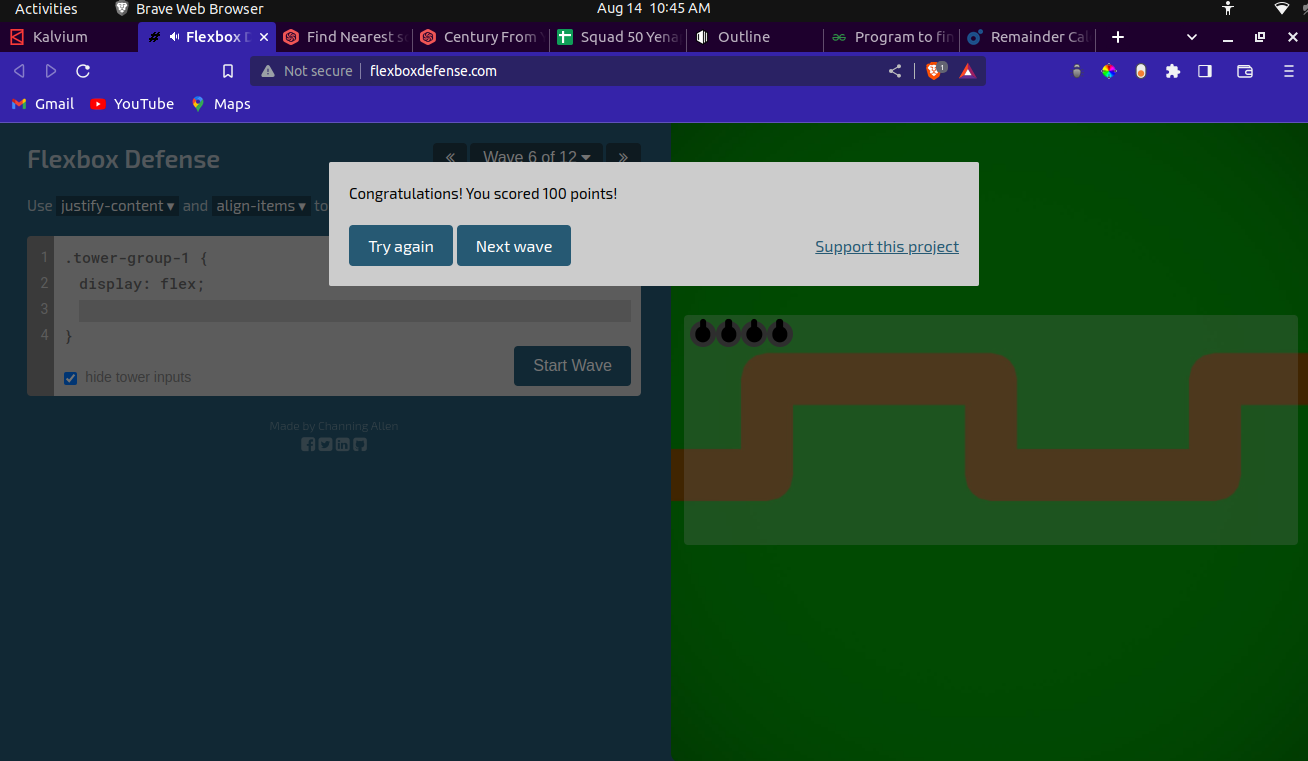 Activities Brave Web Browser Aug 14 10:45 AM
Kalvium Flexbox D Find Nearest s Century From Squad 50 Yena Outline Program to fin Remainder Cal
Not secure flexboxdefense.com 1
Gmail YouTube Maps
Flexbox Defense
« Wave 6 of 12 »
Congratulations! You scored 100 points!
Use justify-content and align-items to
Try again Next wave Support this project
1 .tower-group-1 {
2 display: flex;
3
4 }
Start Wave
hide tower inputs
Made by Channing Allen